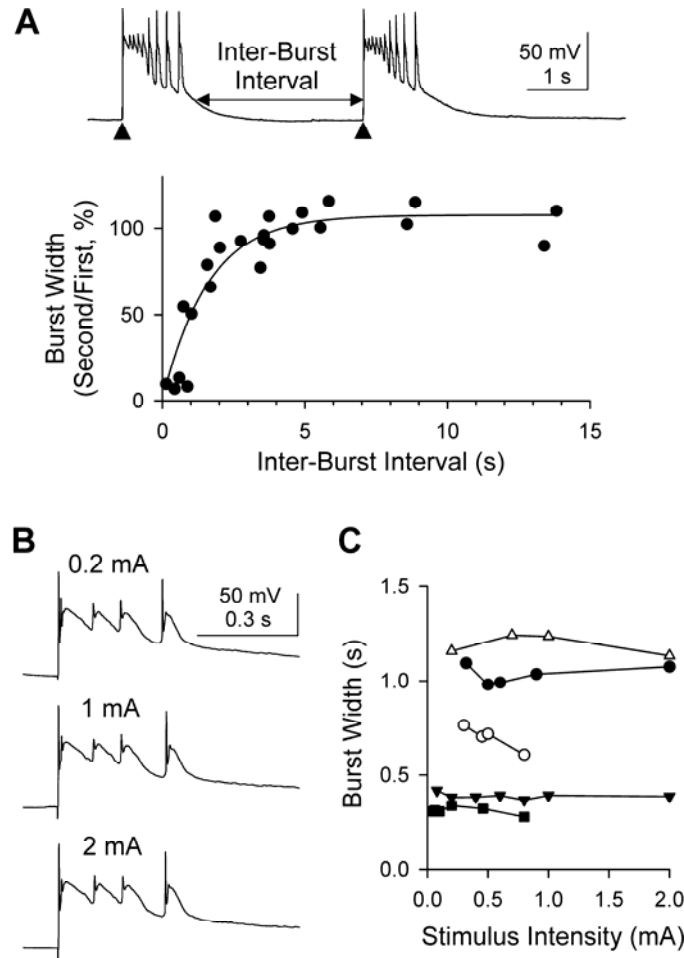 A
Inter-Burst
Interval
50 mV
1 s
Burst Width
(Second/First, %)
100
50
0
0
5
10
15
Inter-Burst Interval (s)
B
0.2 mA
50 mV
0.3 s
1 mA
2 mA
C
Burst Width (s)
1.5
1.0
0.5
0.0
0.0
0.5
1.0
1.5
2.0
Stimulus Intensity (mA)